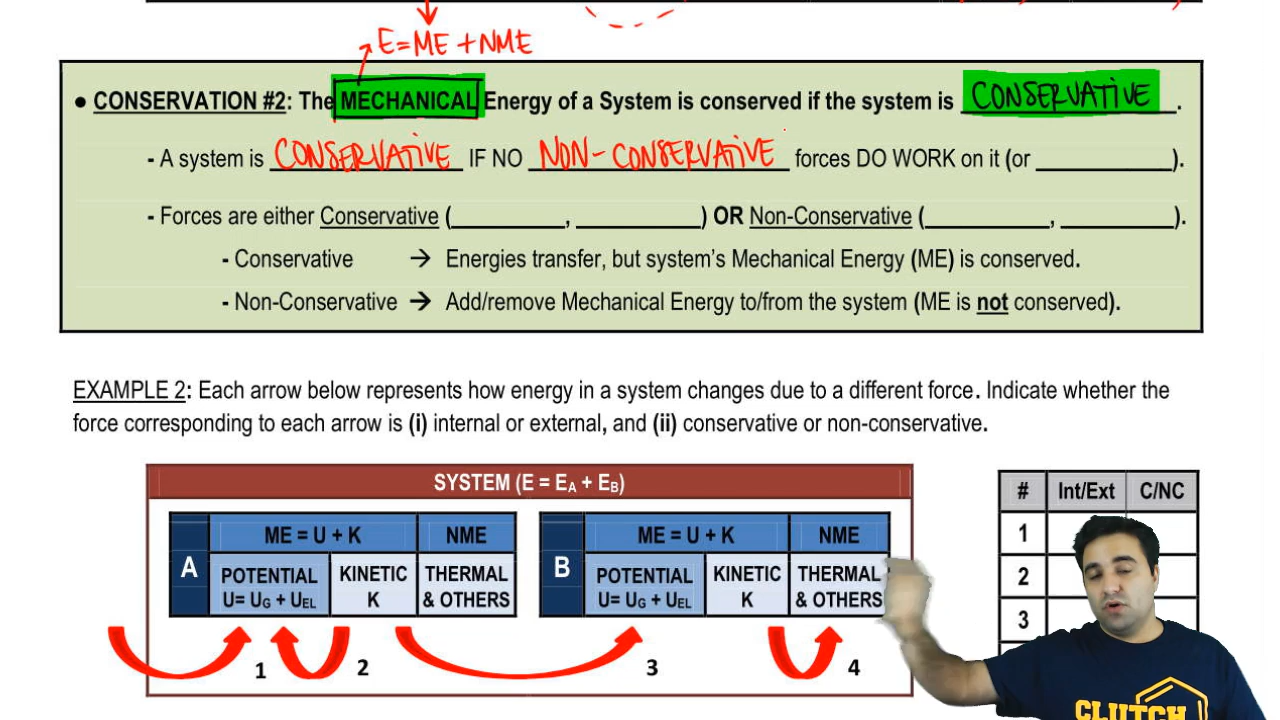 E=ME+NME
● CONSERVATION #2: The MECHANICAL Energy of a System is conserved if the system is CONSERVATIVE.
- A system is CONSERVATIVE IF NO NON-CONSERVATIVE forces DO WORK on it (or ____________).
- Forces are either Conservative (__________, ___________) OR Non-Conservative (___________, __________).
- Conservative → Energies transfer, but system's Mechanical Energy (ME) is conserved.
- Non-Conservative → Add/remove Mechanical Energy to/from the system (ME is not conserved).
EXAMPLE 2: Each arrow below represents how energy in a system changes due to a different force. Indicate whether the
force corresponding to each arrow is (i) internal or external, and (ii) conservative or non-conservative.
SYSTEM (E = EA + EB)
A
ME = U + K NME
POTENTIAL KINETIC THERMAL
U= UG + UEL K & OTHERS
B
ME = U + K NME
POTENTIAL KINETIC THERMAL
U= UG + UEL K & OTHERS
1 2 3 4
# Int/Ext C/NC
1
2
3
CLUTCH